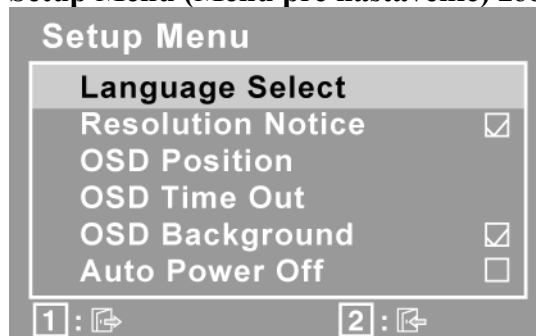 Setup Menu
Language Select
Resolution Notice
OSD Position
OSD Time Out
OSD Background
Auto Power Off
1 :
2 :